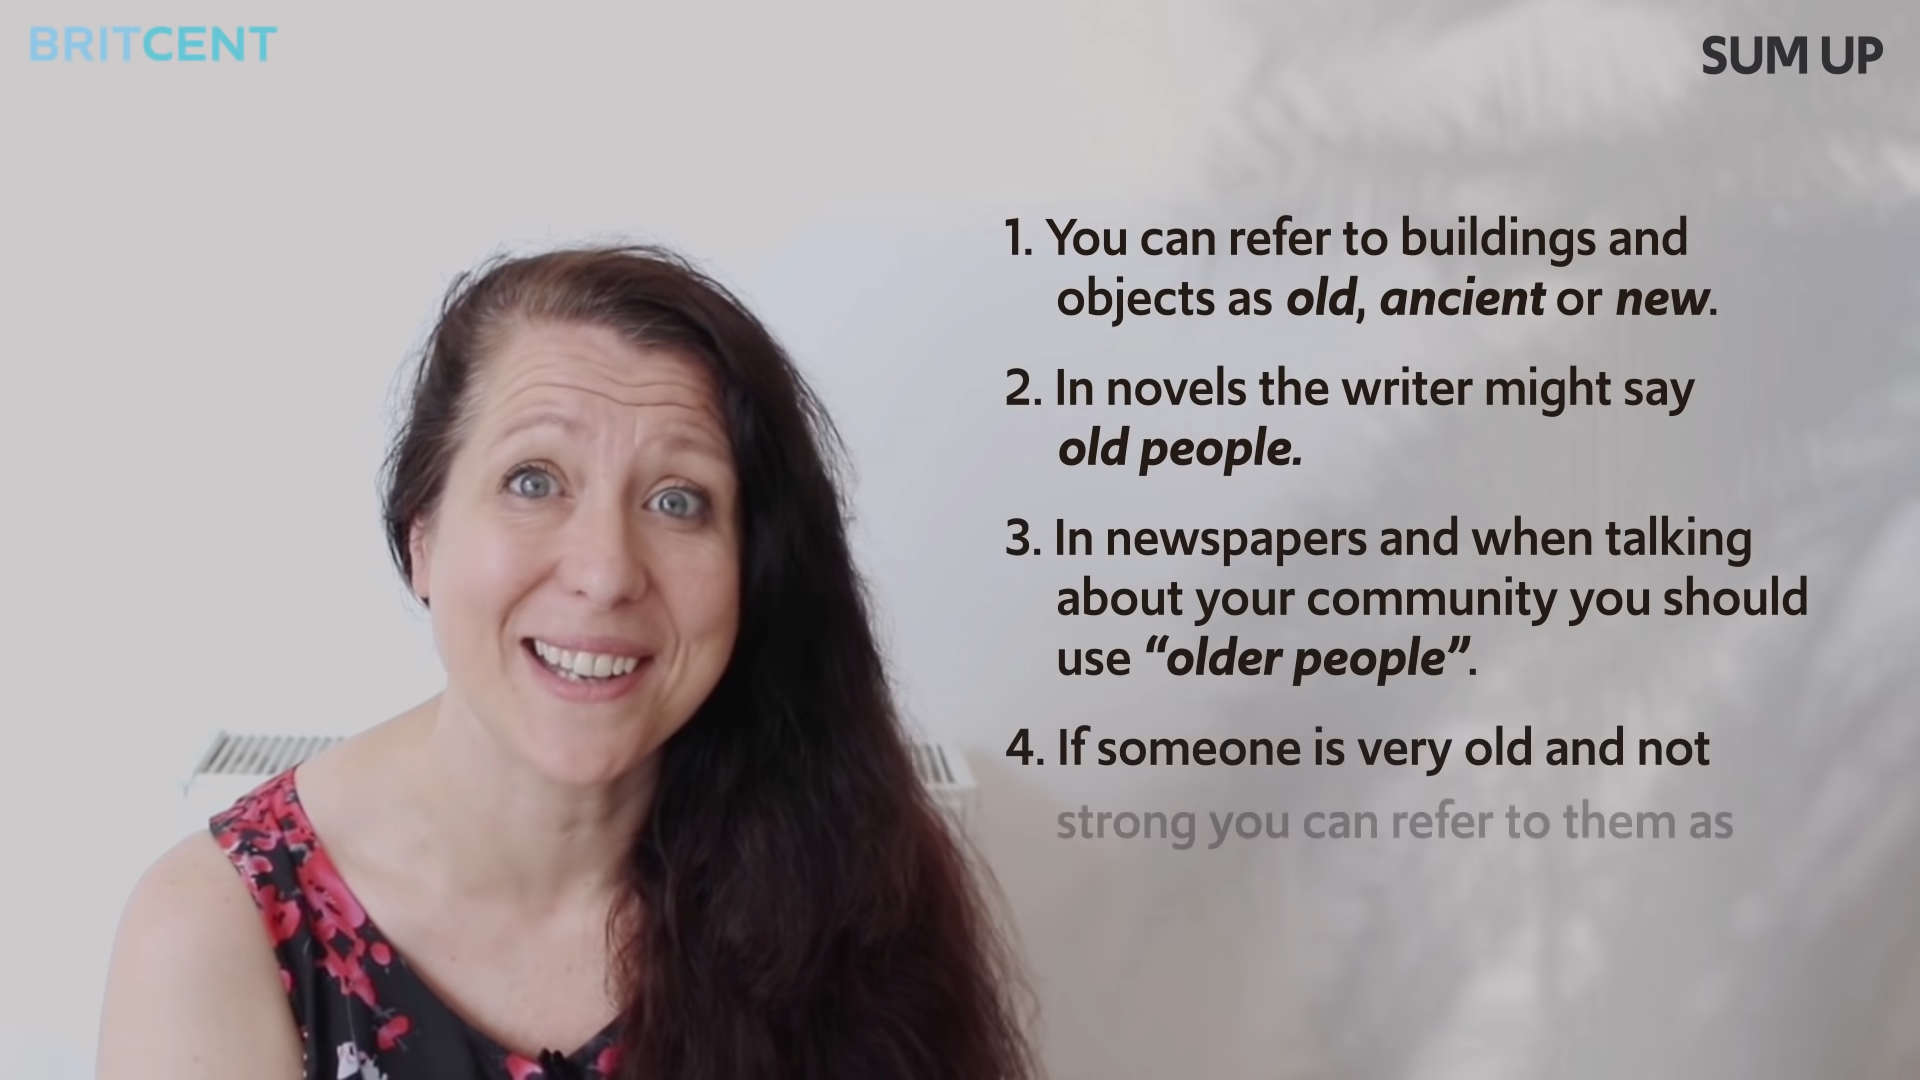 BRITCENT
SUM UP
1. You can refer to buildings and
objects as old, ancient or new.
2. In novels the writer might say
old people.
3. In newspapers and when talking
about your community you should
use “older people”.
4. If someone is very old and not
strong you can refer to them as